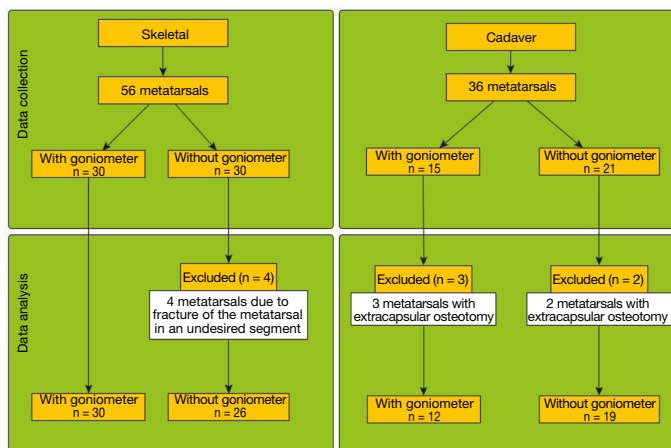 Data collection
Skeletal
56 metatarsals
With goniometer
n = 30
Without goniometer
n = 30
Cadaver
36 metatarsals
With goniometer
n = 15
Without goniometer
n = 21
Data analysis
Excluded (n = 4)
4 metatarsals due to
fracture of the metatarsal
in an undesired segment
With goniometer
n = 30
Without goniometer
n = 26
Excluded (n = 3)
3 metatarsals with
extracapsular osteotomy
Excluded (n = 2)
2 metatarsals with
extracapsular osteotomy
With goniometer
n = 12
Without goniometer
n = 19